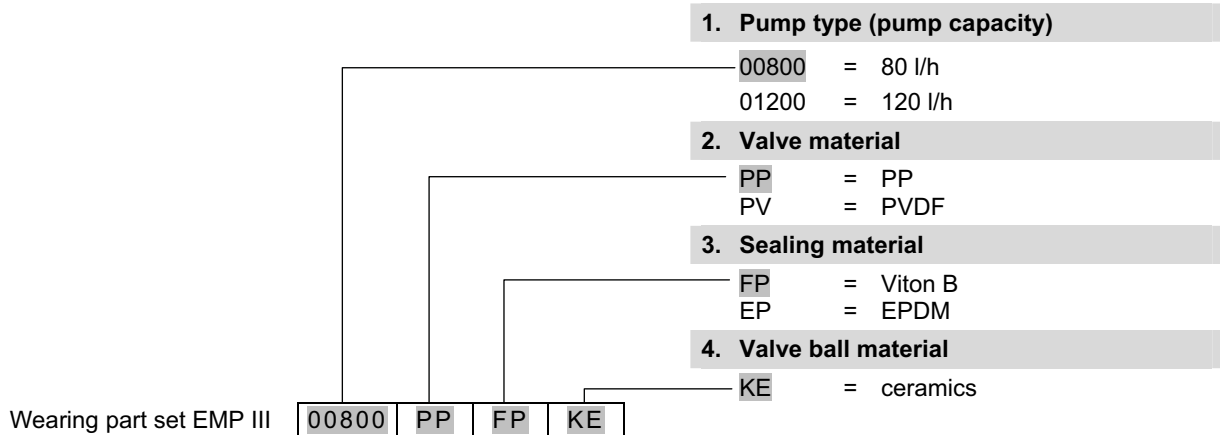 1. Pump type (pump capacity)
00800 = 80 l/h
01200 = 120 l/h
2. Valve material
PP = PP
PV = PVDF
3. Sealing material
FP = Viton B
EP = EPDM
4. Valve ball material
KE = ceramics
Wearing part set EMP III 00800 PP FP KE